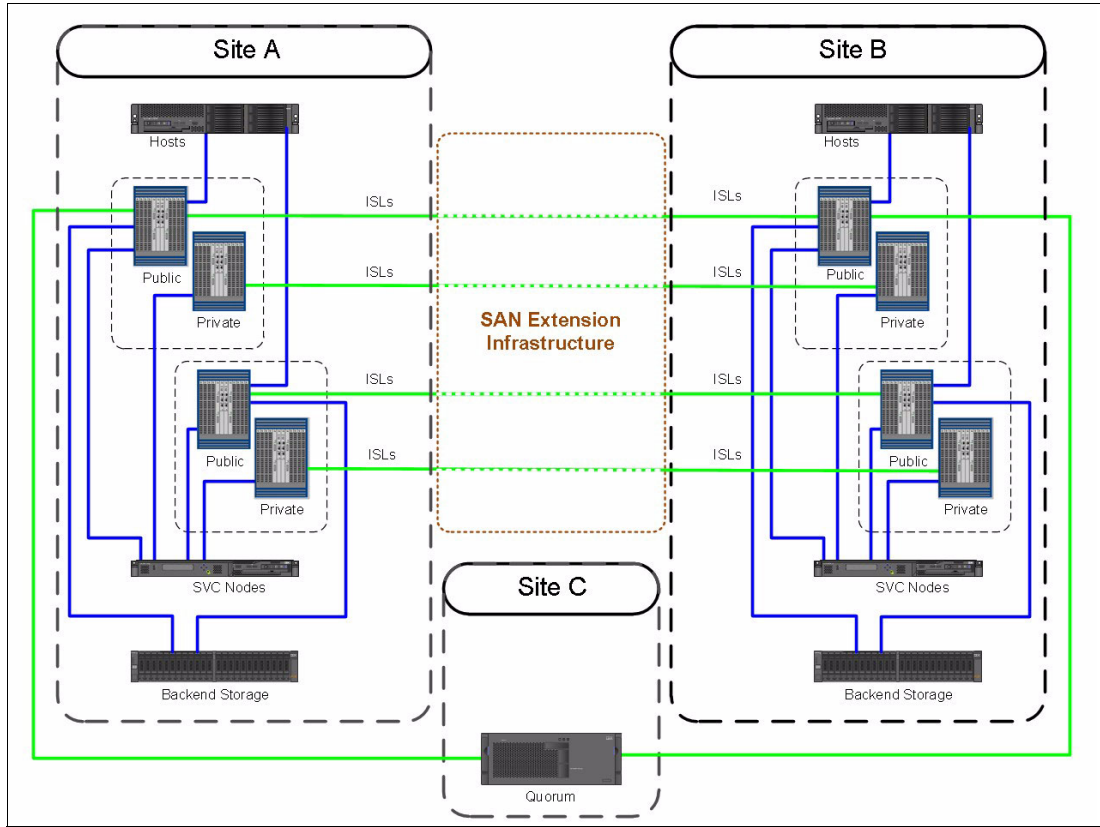 Site A
Site B
Hosts
Hosts
ISLs
ISLs
Public
Public
ISLs
ISLs
Private
Private
SAN Extension
Infrastructure
ISLs
ISLs
Public
Public
ISLs
ISLs
Private
Private
SVC Nodes
SVC Nodes
Site C
Backend Storage
Backend Storage
Quorum